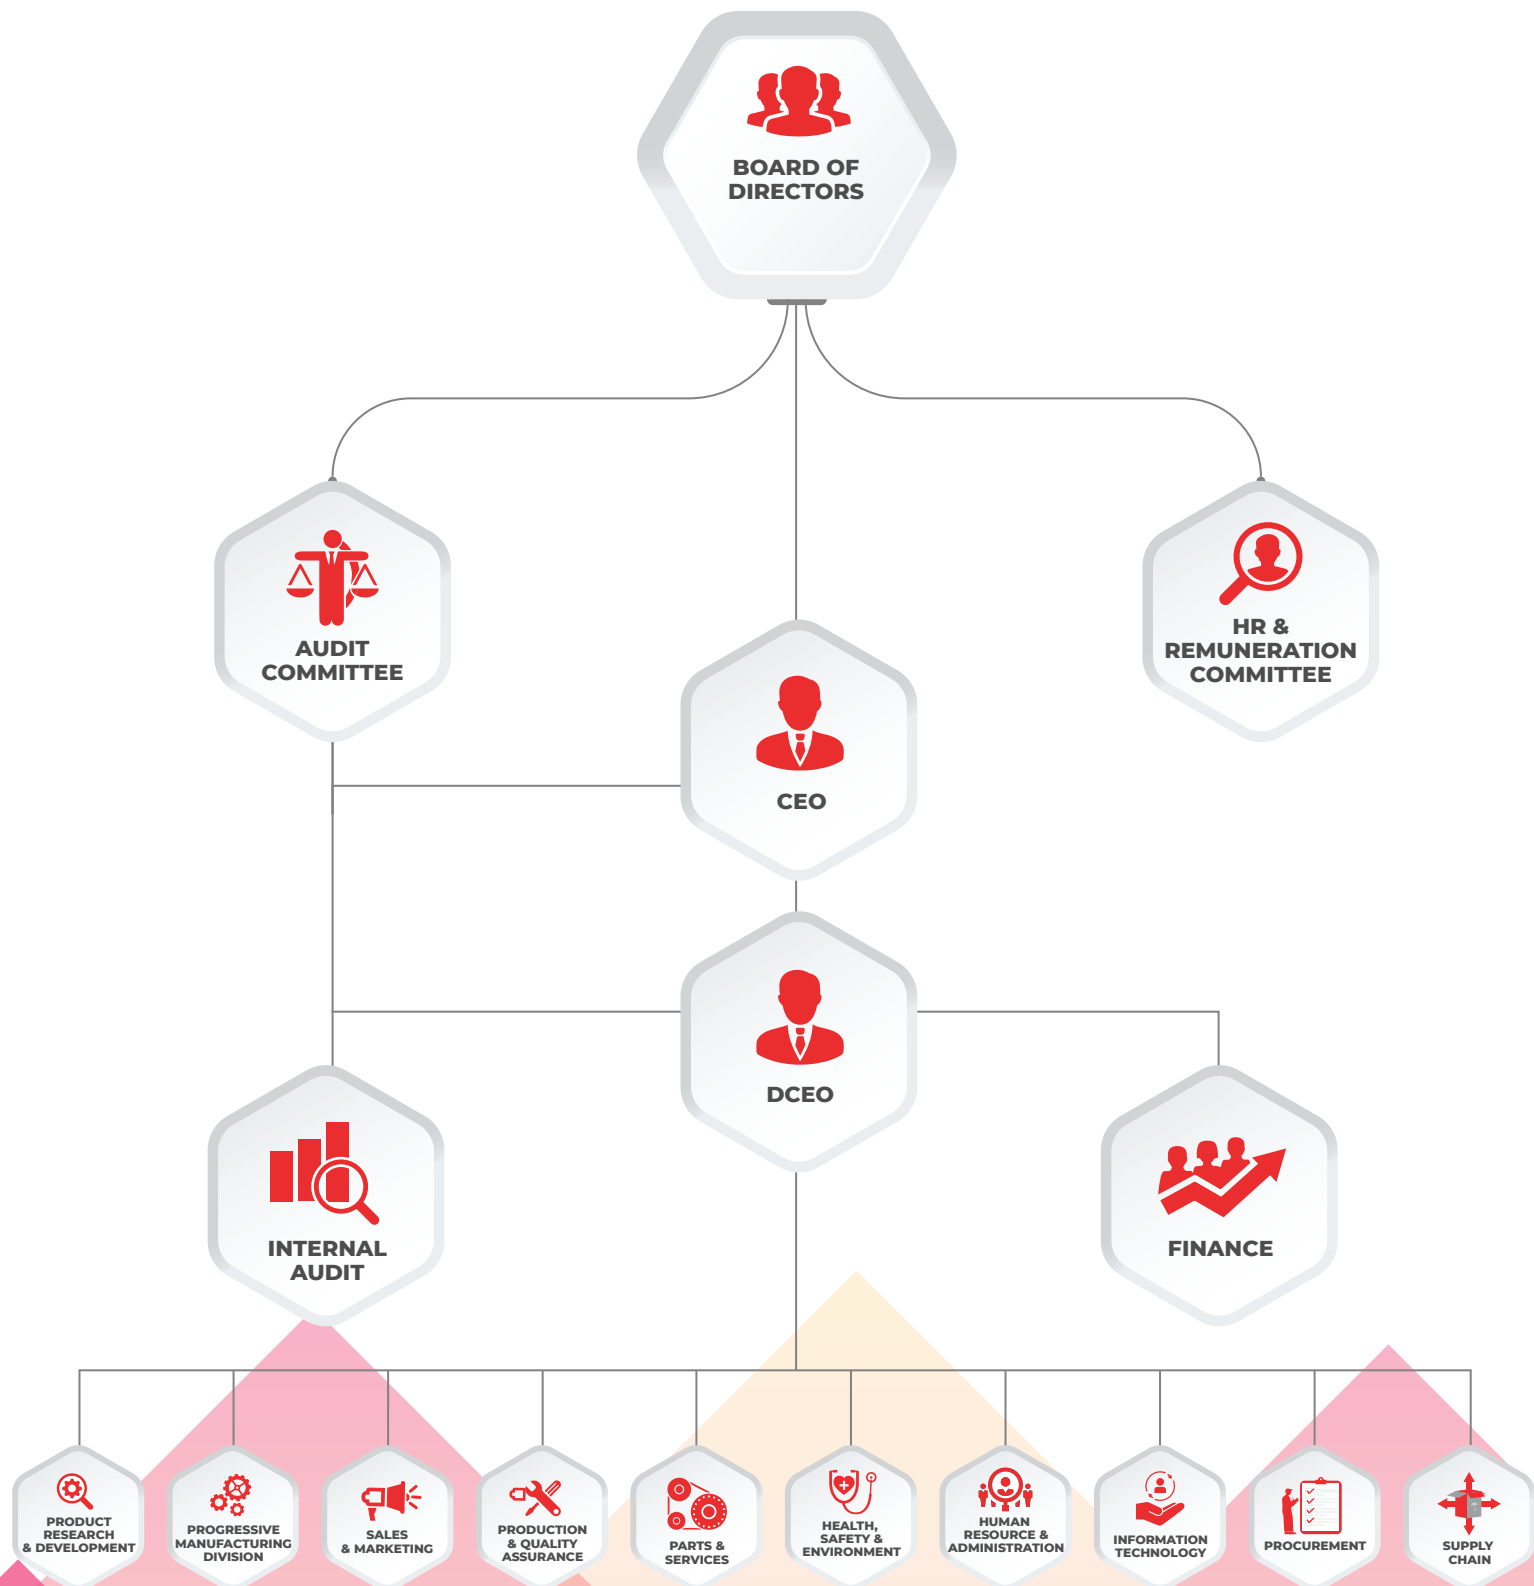 BOARD OF
DIRECTORS
AUDIT
COMMITTEE
HR &
REMUNERATION
COMMITTEE
CEO
DCEO
INTERNAL
AUDIT
FINANCE
PRODUCT
RESEARCH
& DEVELOPMENT
PROGRESSIVE
MANUFACTURING
DIVISION
SALES
& MARKETING
PRODUCTION
& QUALITY
ASSURANCE
PARTS &
SERVICES
HEALTH,
SAFETY &
ENVIRONMENT
HUMAN
RESOURCE &
ADMINISTRATION
INFORMATION
TECHNOLOGY
PROCUREMENT
SUPPLY
CHAIN